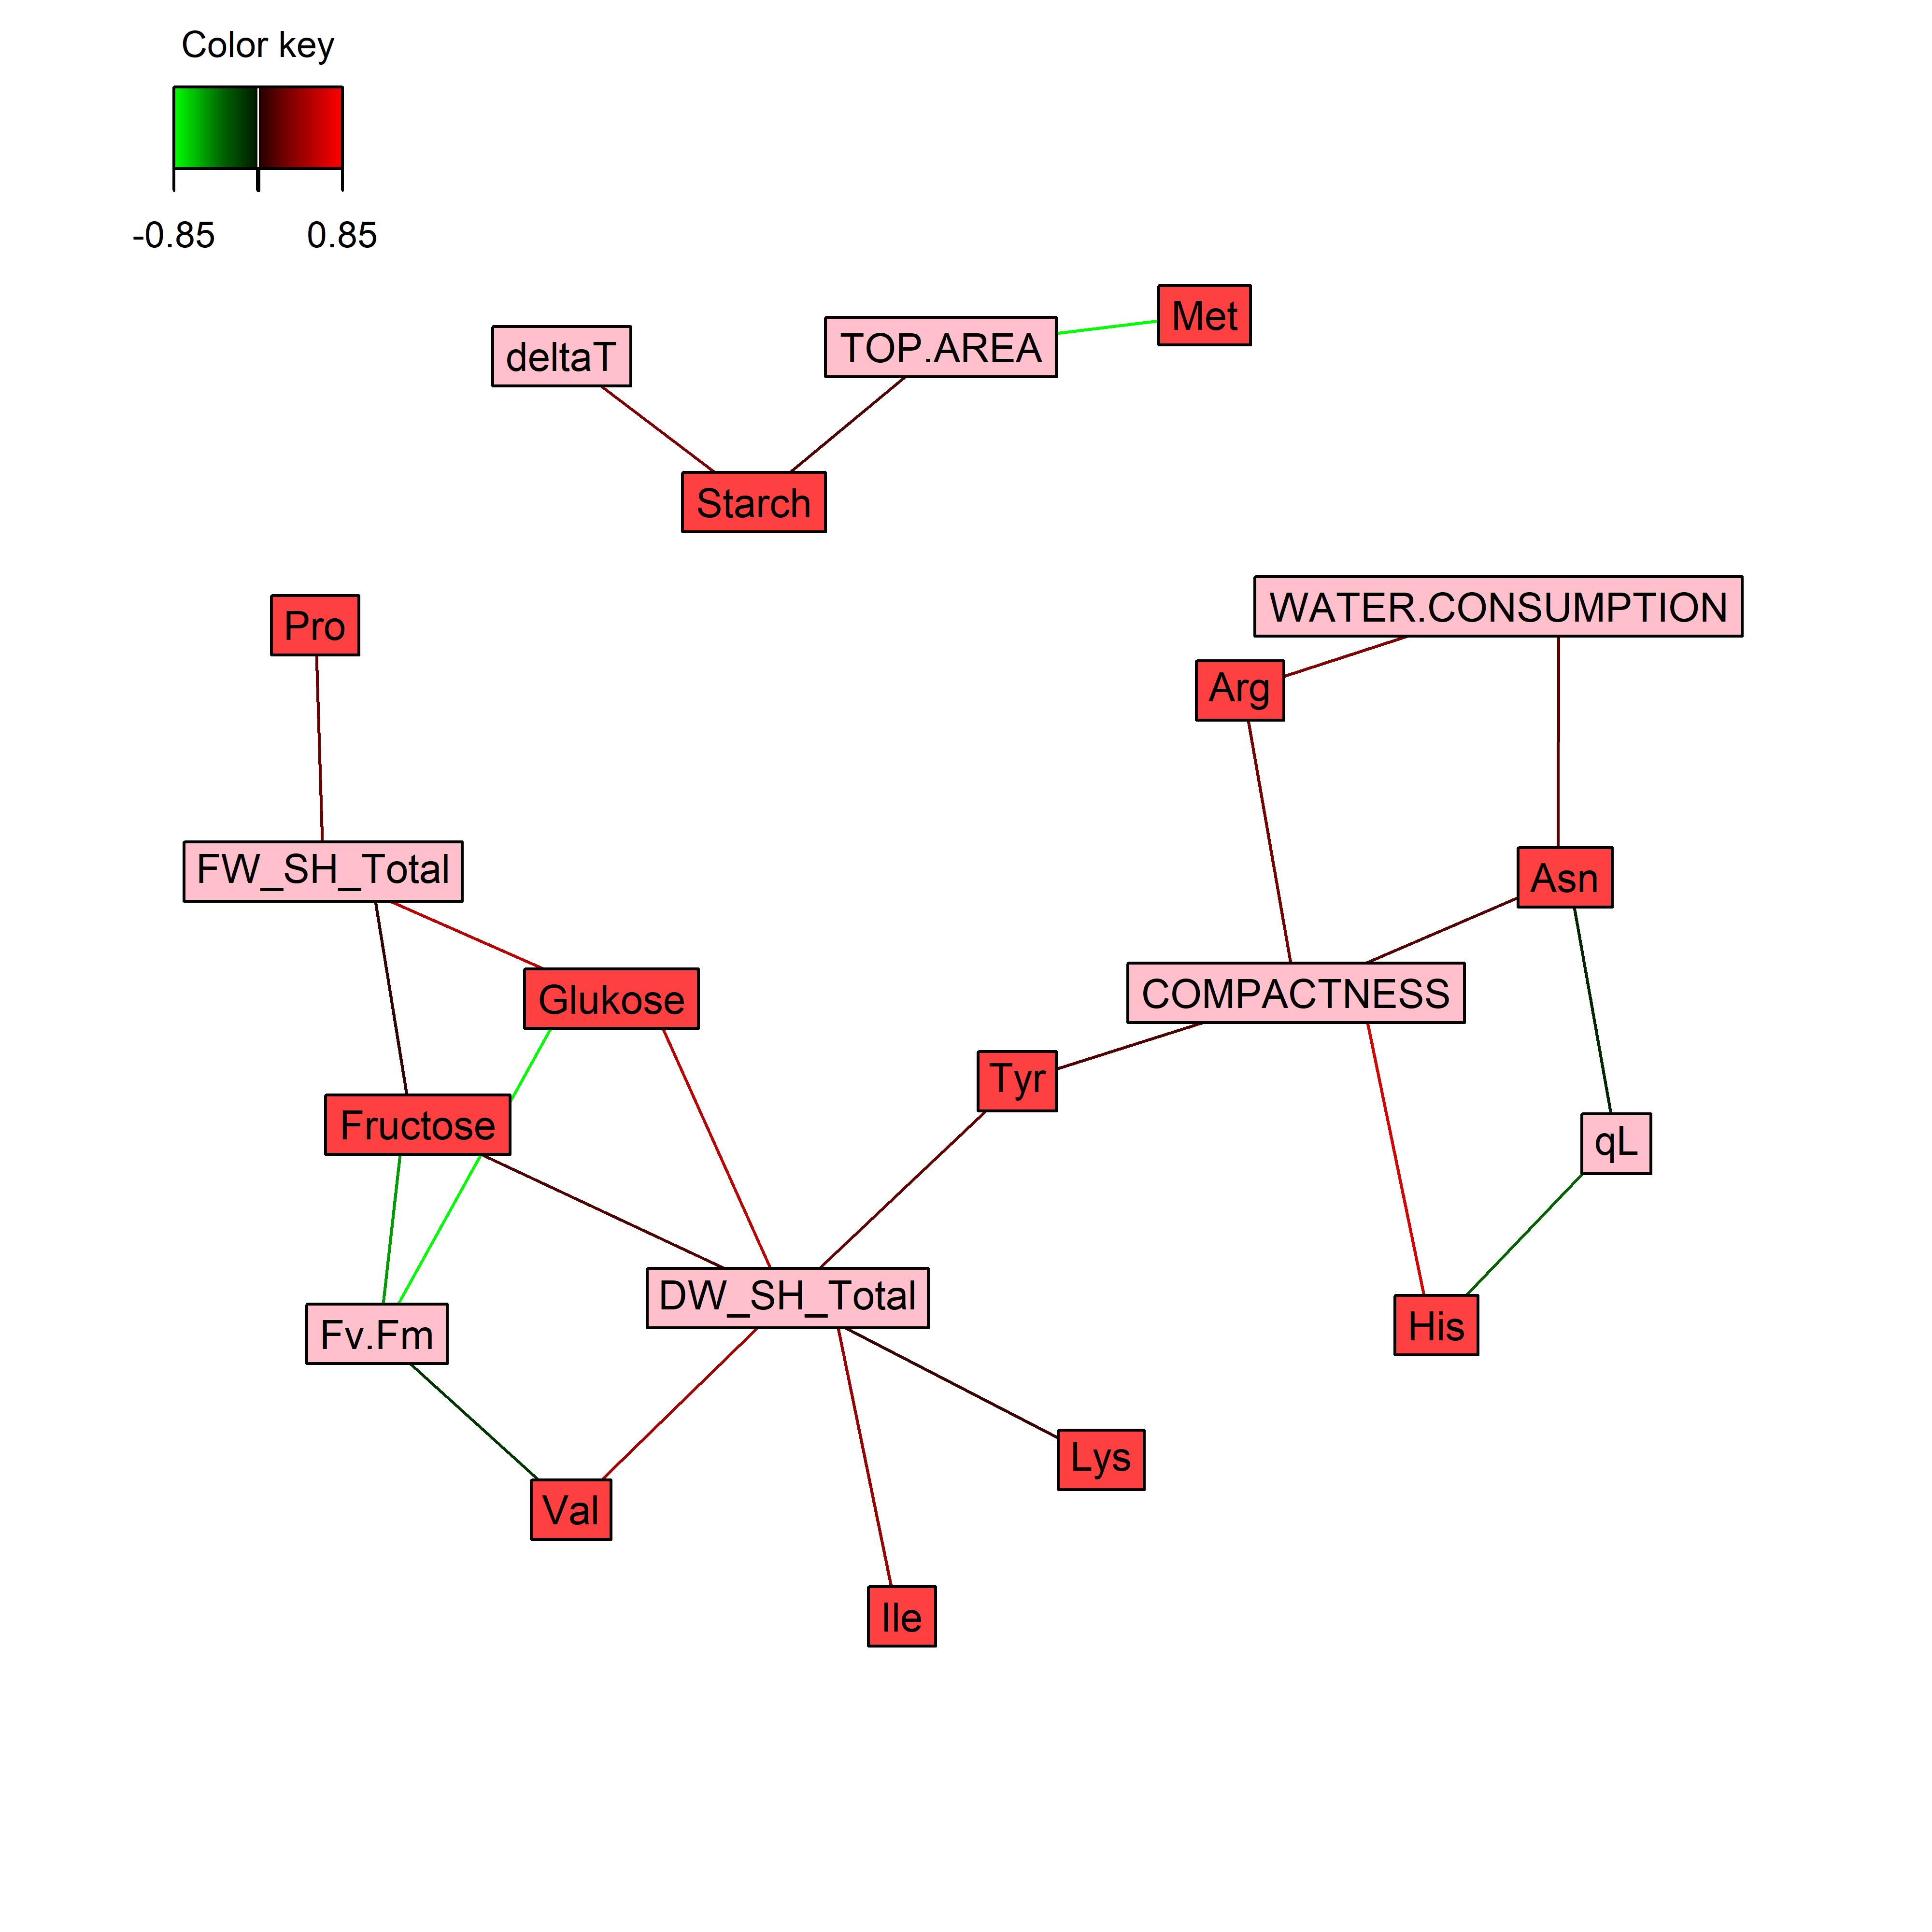 Color key
-0.85 0.85
Met
TOP.AREA
deltaT
Starch
WATER.CONSUMPTION
Pro
Arg
FW_SH_Total
Asn
COMPACTNESS
Glukose
Tyr
Fructose
qL
DW_SH_Total
His
Fv.Fm
Lys
Val
Ile